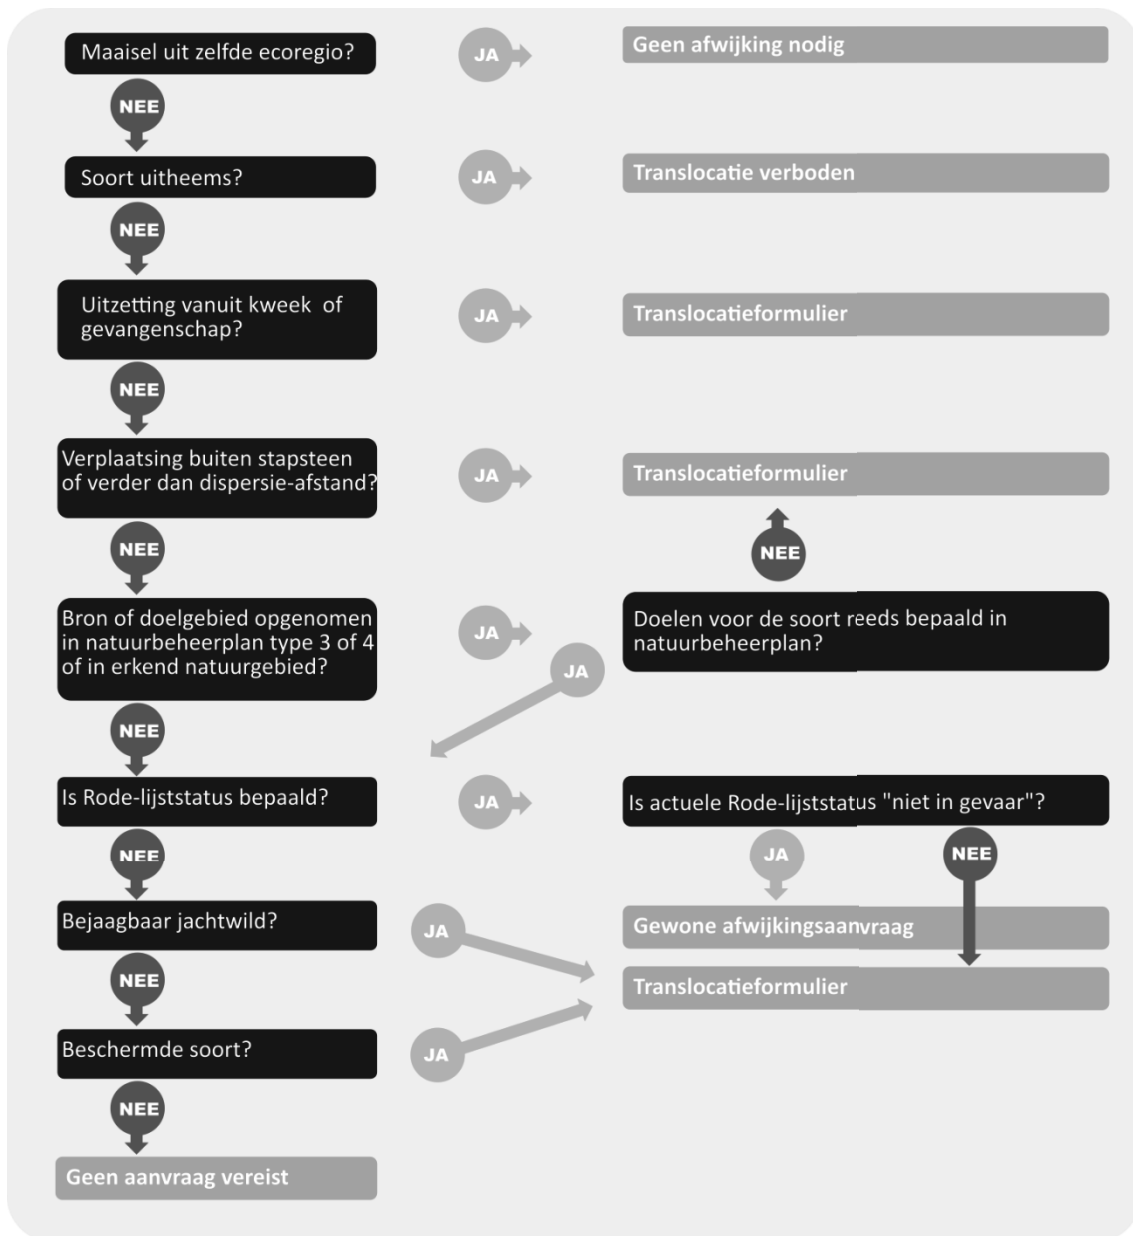 Maaisel uit zelfde ecoregio?
JA
Geen afwijking nodig
NEE
Soort uitheems?
JA
Translocatie verboden
NEE
Uitzetting vanuit kweek of
gevangenschap?
JA
Translocatieformulier
NEE
Verplaatsing buiten stapsteen
of verder dan dispersie-afstand?
JA
Translocatieformulier
NEE
NEE
Bron of doelgebied opgenomen
in natuurbeheerplan type 3 of 4
of in erkend natuurgebied?
JA
Doelen voor de soort reeds bepaald in
natuurbeheerplan?
JA
NEE
Is Rode-lijststatus bepaald?
JA
Is actuele Rode-lijststatus "niet in gevaar"?
NEE
JA
NEE
Bejaagbaar jachtwild?
JA
Gewone afwijkingsaanvraag
Translocatieformulier
NEE
Beschermde soort?
JA
NEE
Geen aanvraag vereist